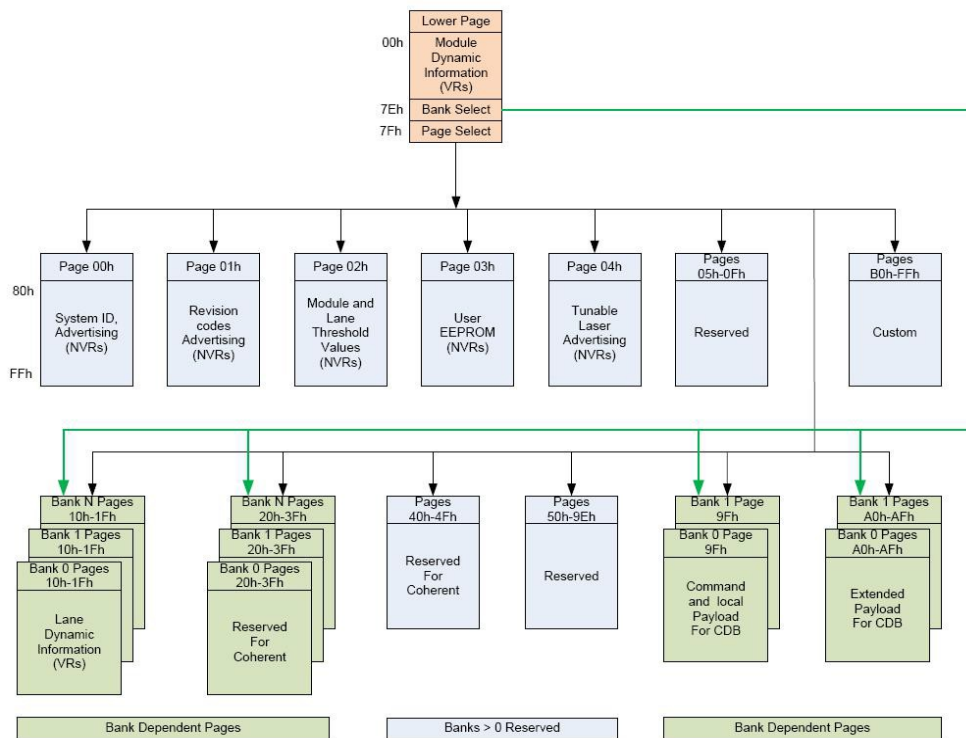 Lower Page
00h
Module
Dynamic
Information
(VRs)
7Eh
Bank Select
7Fh
Page Select
Page 00h
80h
System ID,
Advertising
(NVRs)
FFh
Page 01h
Revision
codes
Advertising
(NVRs)
Page 02h
Module and
Lane
Threshold
Values
(NVRs)
Page 03h
User
EEPROM
(NVRs)
Page 04h
Tunable
Laser
Advertising
(NVRs)
Pages
05h-0Fh
Reserved
Pages
B0h-FFh
Custom
Bank N Pages
10h-1Fh
Bank 1 Pages
10h-1Fh
Bank 0 Pages
10h-1Fh
Lane
Dynamic
Information
(VRs)
Bank N Pages
20h-3Fh
Bank 1 Pages
20h-3Fh
Bank 0 Pages
20h-3Fh
Reserved
For
Coherent
Pages
40h-4Fh
Reserved
For
Coherent
Pages
50h-9Eh
Reserved
Bank 1 Page
9Fh
Bank 0 Page
9Fh
Command
and local
Payload
For CDB
Bank 1 Pages
A0h-AFh
Bank 0 Pages
A0h-AFh
Extended
Payload
For CDB
Bank Dependent Pages
Banks > 0 Reserved
Bank Dependent Pages